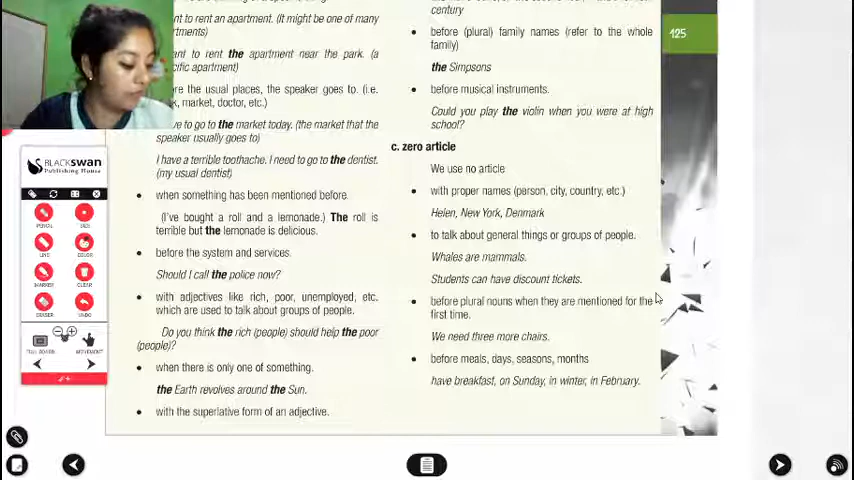 nt to rent an apartment. (It might be one of many
rtments)
ant to rent the apartment near the park. (a
cific apartment)
re the usual places, the speaker goes to. (i.e.
k, market, doctor, etc.)
ve to go to the market today. (the market that the
speaker usually goes to)
I have a terrible toothache. I need to go to the dentist.
(my usual dentist)
• when something has been mentioned before.
(I've bought a roll and a lemonade.) The roll is
terrible but the lemonade is delicious.
• before the system and services.
Should I call the police now?
• with adjectives like rich, poor, unemployed, etc.
which are used to talk about groups of people.
Do you think the rich (people) should help the poor
(people)?
• when there is only one of something.
the Earth revolves around the Sun.
• with the superlative form of an adjective.
century
• before (plural) family names (refer to the whole
family)
the Simpsons
• before musical instruments.
Could you play the violin when you were at high
school?
c. zero article
We use no article
• with proper names (person, city, country, etc.)
Helen, New York, Denmark
• to talk about general things or groups of people.
Whales are mammals.
Students can have discount tickets.
• before plural nouns when they are mentioned for the
first time.
We need three more chairs.
• before meals, days, seasons, months
have breakfast, on Sunday, in winter, in February.
125
BLACKswan
Publishing House
LINE
COLOR
MARKER
CLEAR
ERASER
UNDO
MOVEMENT